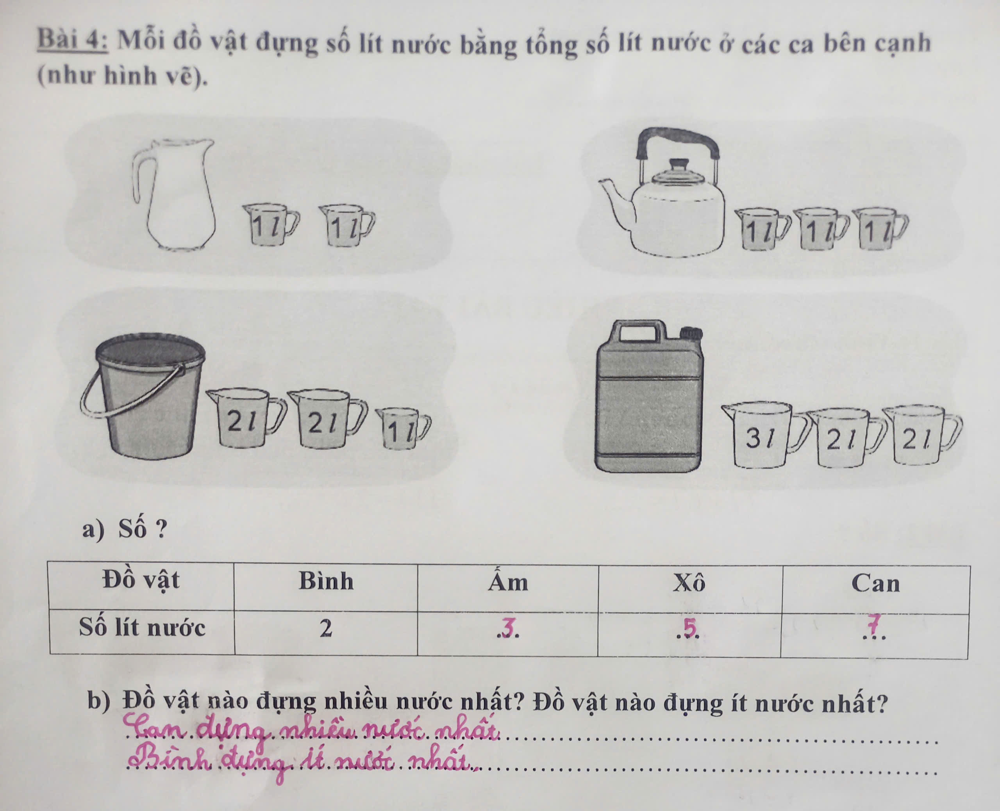 Bài 4: Mỗi đồ vật đựng số lít nước bằng tổng số lít nước ở các ca bên cạnh
(như hình vẽ).
1 l 1 l
1 l 1 l 1 l
2 l 2 l 1 l
3 l 2 l 2 l
a) Số ?
Đồ vật Bình Ấm Xô Can
Số lít nước 2 .3. .5. .7.
b) Đồ vật nào đựng nhiều nước nhất? Đồ vật nào đựng ít nước nhất?
Can đựng nhiều nước nhất
Bình đựng ít nước nhất.